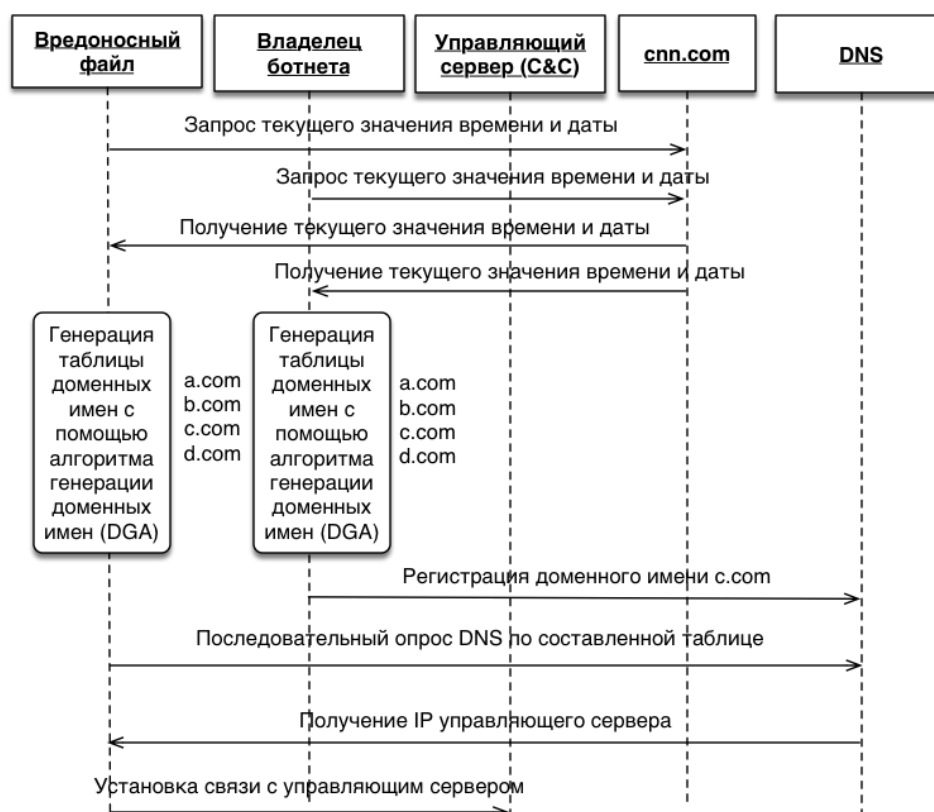 Вредоносный
файл
Владелец
ботнета
Управляющий
сервер (C&C)
cnn.com
DNS
Запрос текущего значения времени и даты
Запрос текущего значения времени и даты
Получение текущего значения времени и даты
Получение текущего значения времени и даты
Генерация
таблицы
доменных
имен с
помощью
алгоритма
генерации
доменных
имен (DGA)
a.com
b.com
c.com
d.com
Генерация
таблицы
доменных
имен с
помощью
алгоритма
генерации
доменных
имен (DGA)
a.com
b.com
c.com
d.com
Регистрация доменного имени c.com
Последовательный опрос DNS по составленной таблице
Получение IP управляющего сервера
Установка связи с управляющим сервером